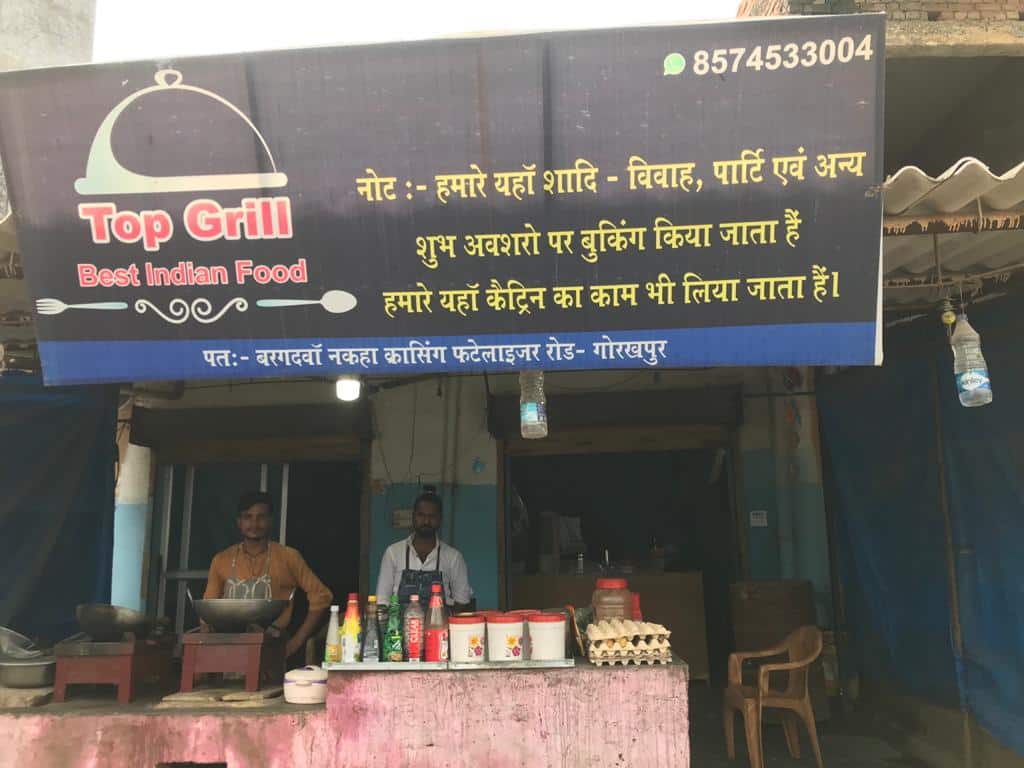 8574533004
Top Grill
Best Indian Food
नोट :- हमारे यहॉ शादि - विवाह, पार्टि एवं अन्य
शुभ अवशरो पर बुकिंग किया जाता हैं
हमारे यहॉ कैट्रिन का काम भी लिया जाता हैं।
पतः- बरगदवॉ नकहा क्रासिंग फटेलाइजर रोड- गोरखपुर